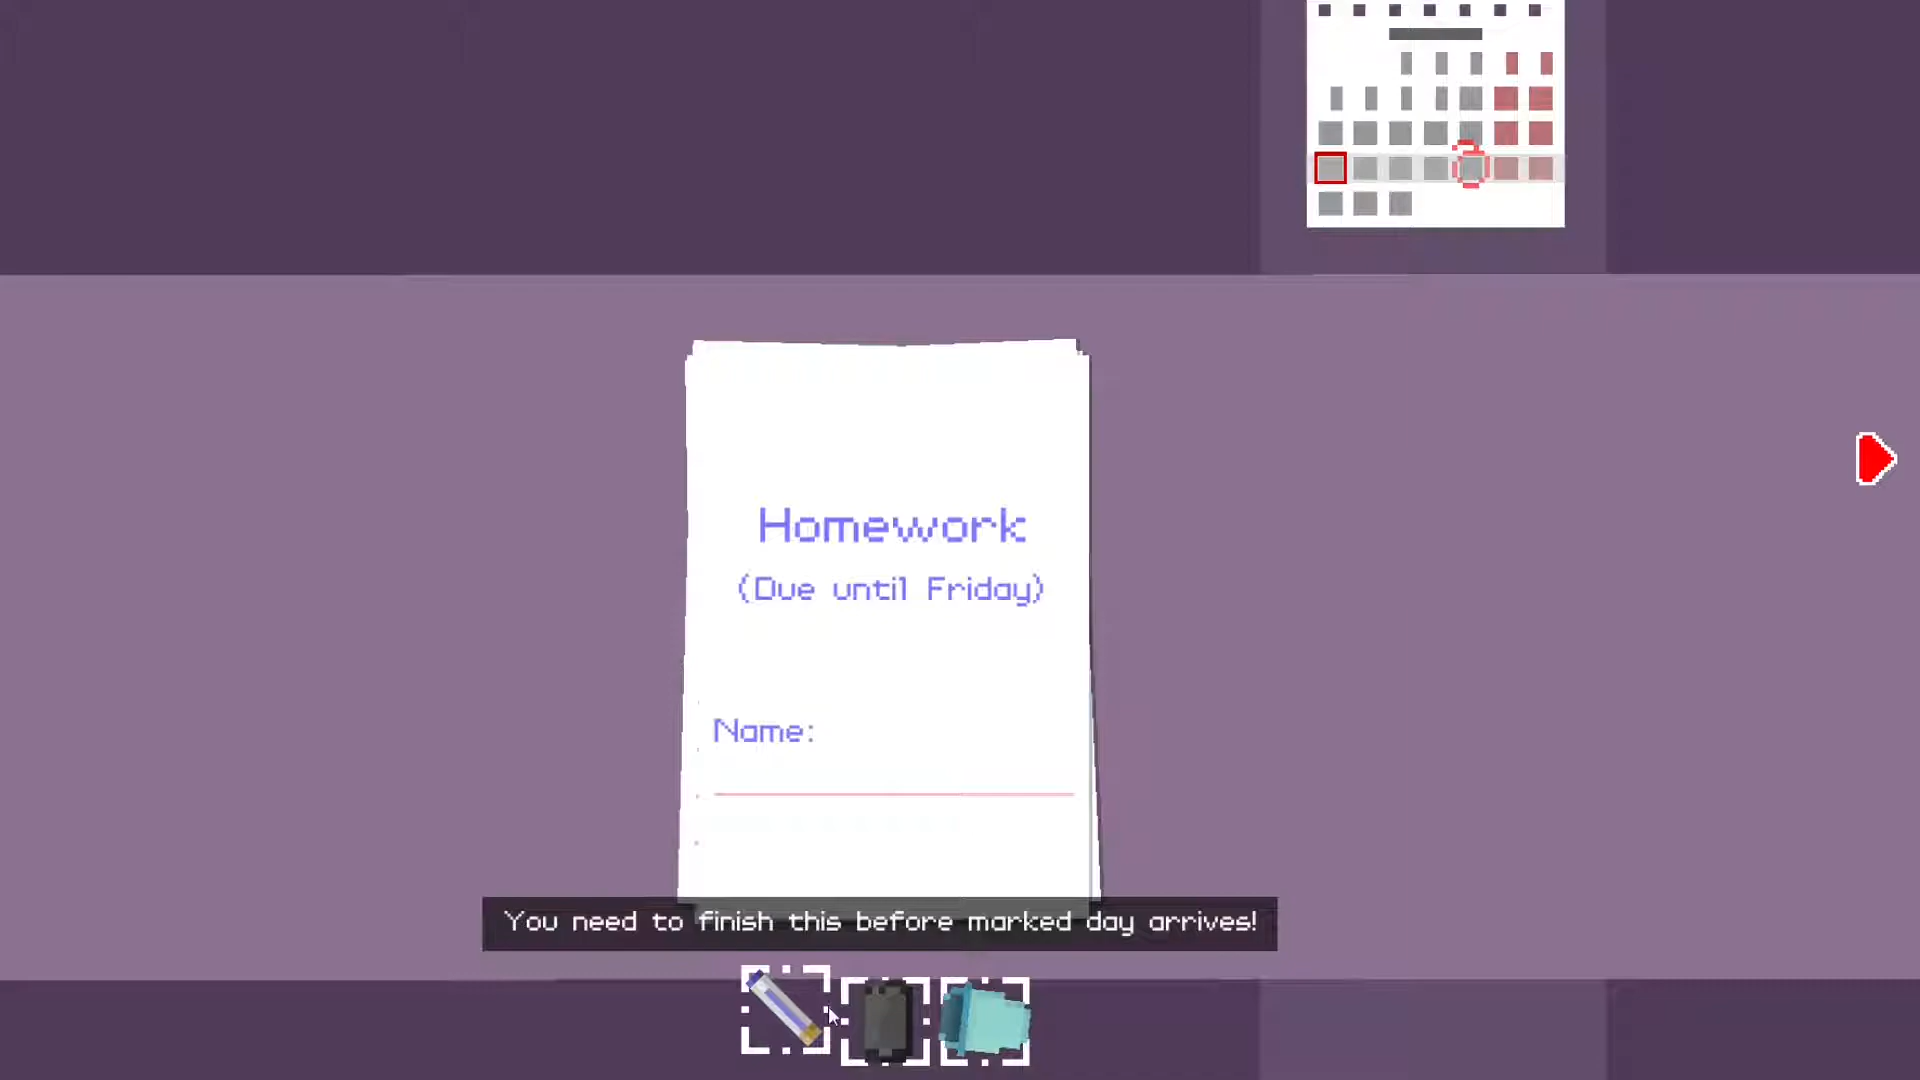 Homework
(Due until Friday)
Name:
You need to finish this before marked day arrives!